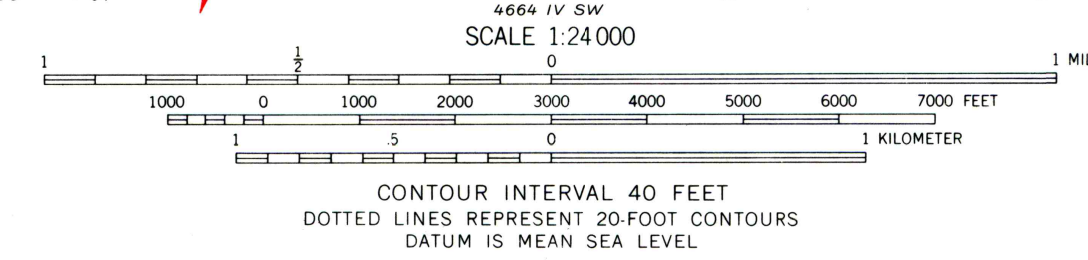 4664 IV SW
SCALE 1:24 000
1 1/2 0 1
1000 0 1000 2000 3000 4000 5000 6000 7000 FEET
1 .5 0 1 KILOMETER
CONTOUR INTERVAL 40 FEET
DOTTED LINES REPRESENT 20-FOOT CONTOURS
DATUM IS MEAN SEA LEVEL